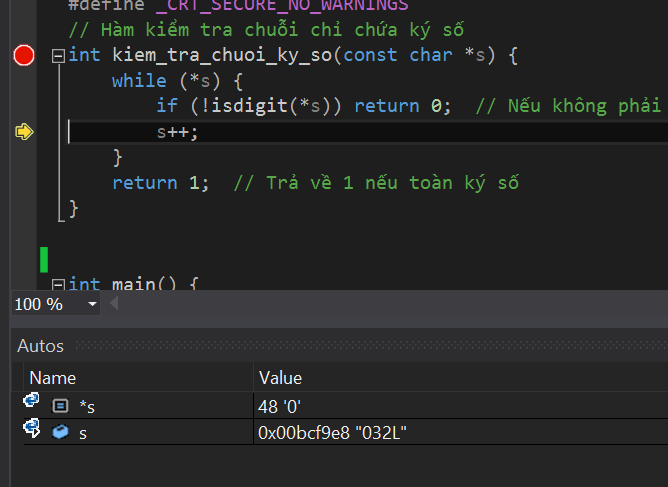 #define _CRT_SECURE_NO_WARNINGS
// Hàm kiểm tra chuỗi chỉ chứa ký số
int kiem_tra_chuoi_ky_so(const char *s) {
while (*s) {
if (!isdigit(*s)) return 0;  // Nếu không phải
s++;
}
return 1;  // Trả về 1 nếu toàn ký số
}
int main() {
100 %
Autos
Name Value
*s 48 '0'
s 0x00bcf9e8 "032L"